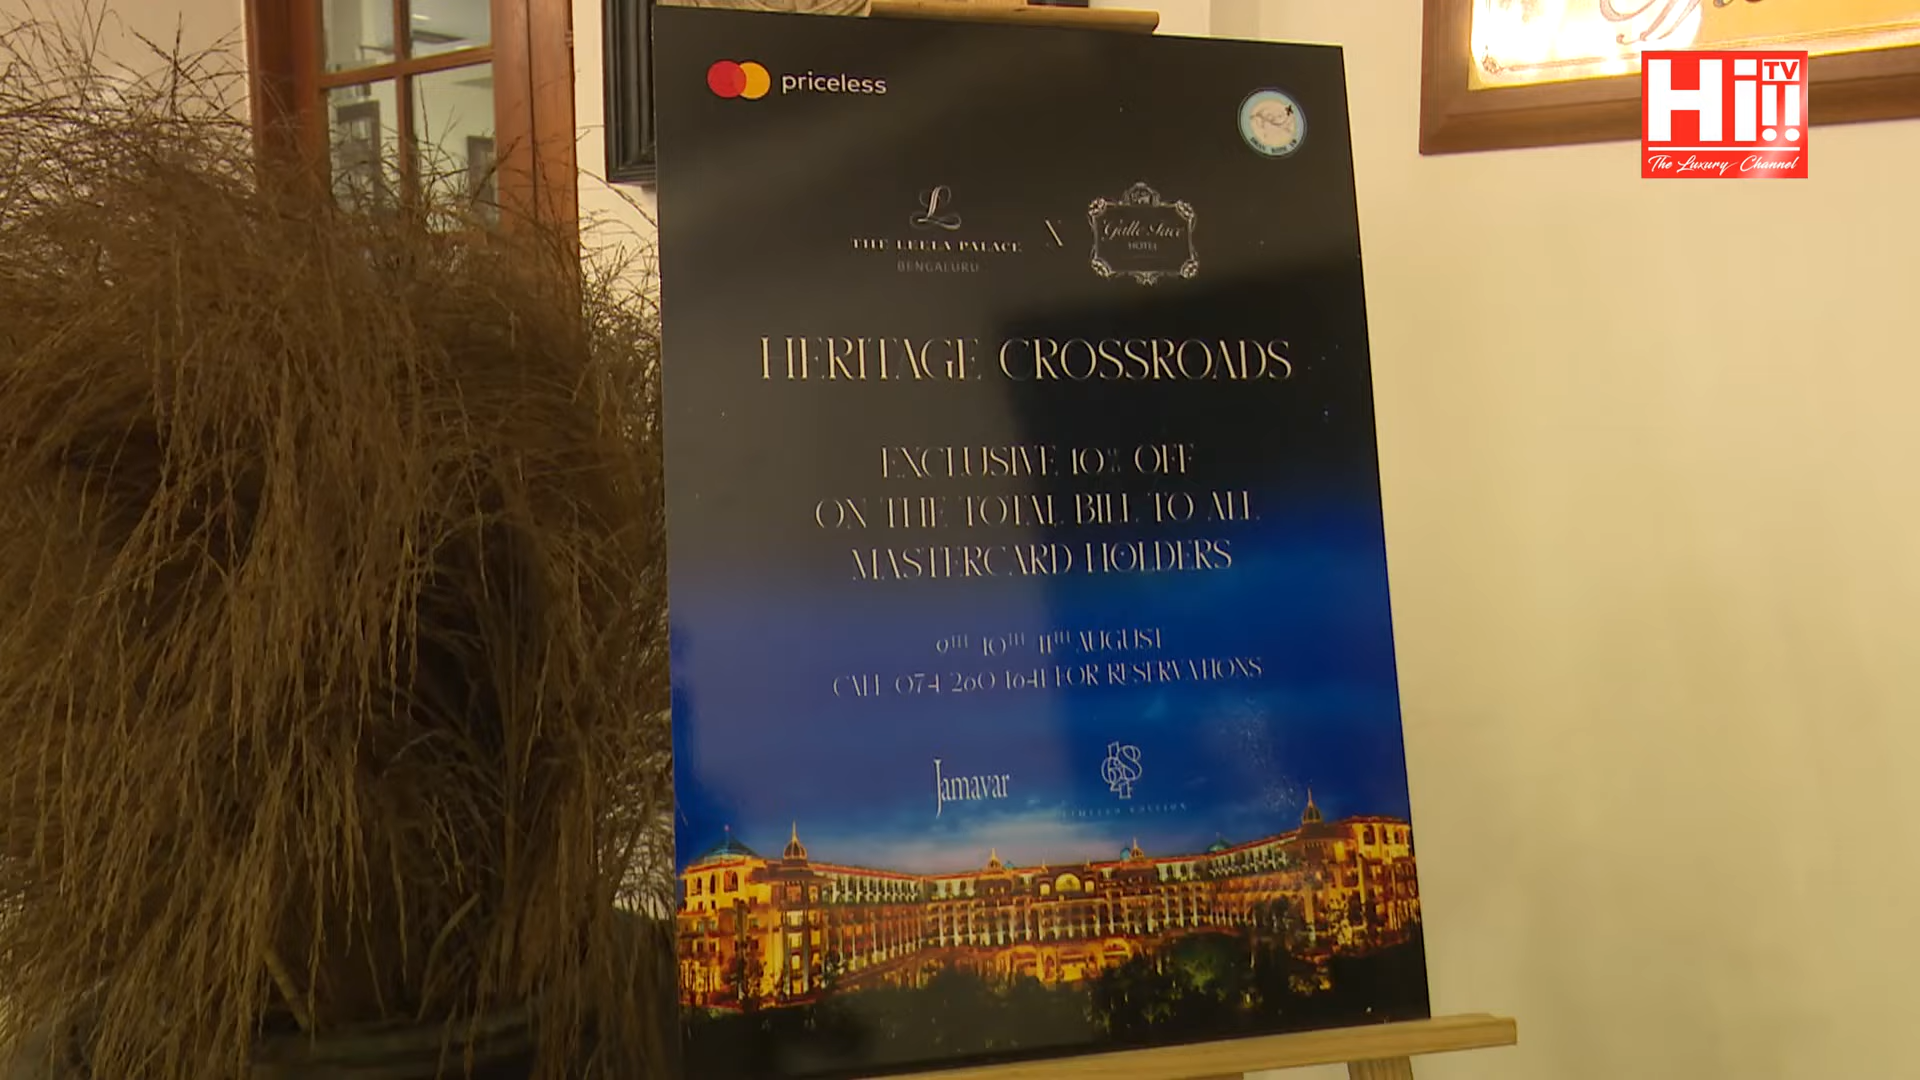 priceless
Hi!!
TV
The Luxury Channel
L
THE LEELA PALACE
BENGALURU
X
Galle Face
HOTEL
HERITAGE CROSSROADS
EXCLUSIVE 10% OFF
ON THE TOTAL BILL TO ALL
MASTERCARD HOLDERS
9TH 10TH 11TH AUGUST
CALL 074 260 1641 FOR RESERVATIONS
Jamavar
1864
LIMITED EDITION